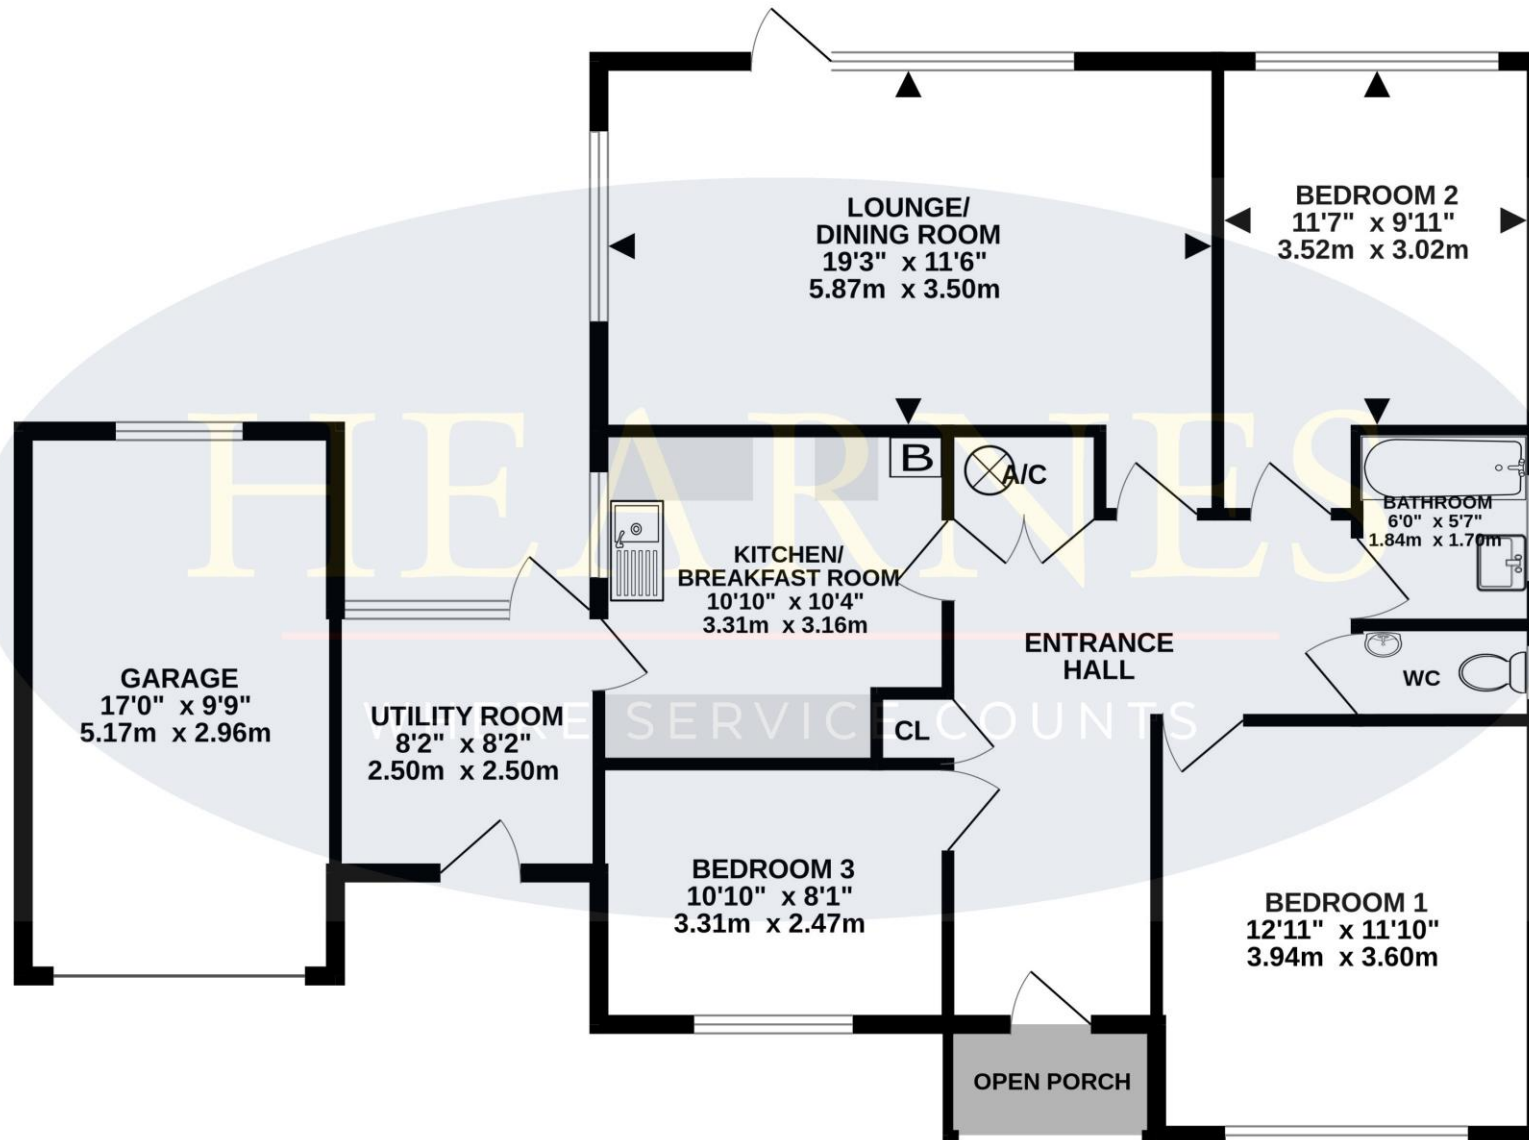 LOUNGE/
DINING ROOM
19'3" x 11'6"
5.87m x 3.50m
BEDROOM 2
11'7" x 9'11"
3.52m x 3.02m
HEARNES
WHERE SERVICE COUNTS
B
A/C
BATHROOM
6'0" x 5'7"
1.84m x 1.70m
KITCHEN/
BREAKFAST ROOM
10'10" x 10'4"
3.31m x 3.16m
ENTRANCE
HALL
WC
GARAGE
17'0" x 9'9"
5.17m x 2.96m
UTILITY ROOM
8'2" x 8'2"
2.50m x 2.50m
CL
BEDROOM 3
10'10" x 8'1"
3.31m x 2.47m
BEDROOM 1
12'11" x 11'10"
3.94m x 3.60m
OPEN PORCH